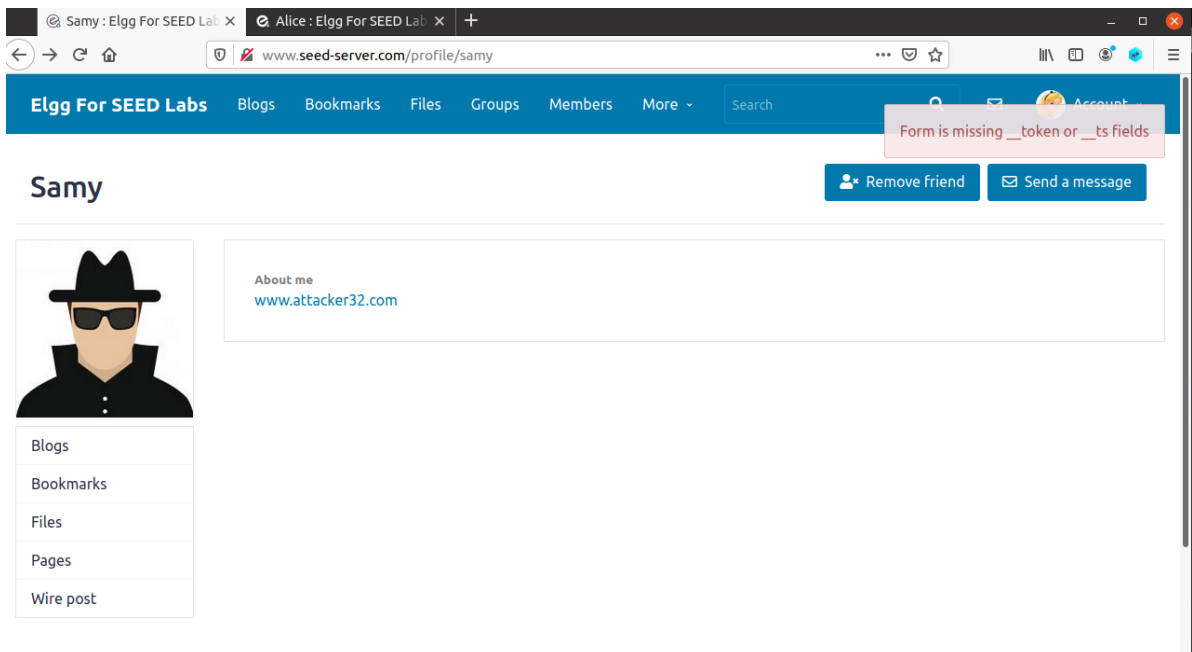 Samy : Elgg For SEED Lab
Alice : Elgg For SEED Lab
www.seed-server.com/profile/samy
Elgg For SEED Labs Blogs Bookmarks Files Groups Members More Search Account
Form is missing __token or __ts fields
Samy
Remove friend Send a message
About me
www.attacker32.com
Blogs
Bookmarks
Files
Pages
Wire post